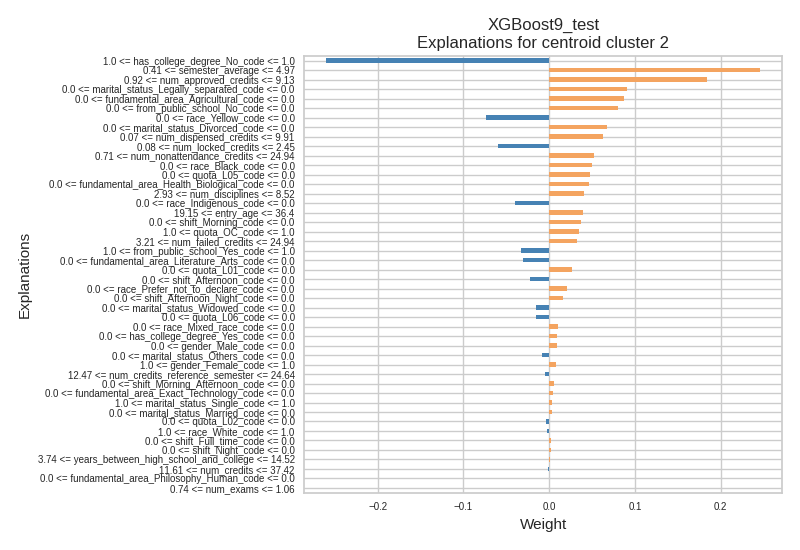 XGBoost9_test
Explanations for centroid cluster 2
1.0 <= has_college_degree_No_code <= 1.0
0.41 <= semester_average <= 4.97
0.92 <= num_approved_credits <= 9.13
0.0 <= marital_status_Legally_separated_code <= 0.0
0.0 <= fundamental_area_Agricultural_code <= 0.0
0.0 <= from_public_school_No_code <= 0.0
0.0 <= race_Yellow_code <= 0.0
0.0 <= marital_status_Divorced_code <= 0.0
0.07 <= num_dispensed_credits <= 9.91
0.08 <= num_locked_credits <= 2.45
0.71 <= num_nonattendance_credits <= 24.94
0.0 <= race_Black_code <= 0.0
0.0 <= quota_L05_code <= 0.0
0.0 <= fundamental_area_Health_Biological_code <= 0.0
2.93 <= num_disciplines <= 8.52
0.0 <= race_Indigenous_code <= 0.0
19.15 <= entry_age <= 36.4
0.0 <= shift_Morning_code <= 0.0
1.0 <= quota_OC_code <= 1.0
3.21 <= num_failed_credits <= 24.94
1.0 <= from_public_school_Yes_code <= 1.0
0.0 <= fundamental_area_Literature_Arts_code <= 0.0
0.0 <= quota_L01_code <= 0.0
0.0 <= shift_Afternoon_code <= 0.0
0.0 <= race_Prefer_not_to_declare_code <= 0.0
0.0 <= shift_Afternoon_Night_code <= 0.0
0.0 <= marital_status_Widowed_code <= 0.0
0.0 <= quota_L06_code <= 0.0
0.0 <= race_Mixed_race_code <= 0.0
0.0 <= has_college_degree_Yes_code <= 0.0
0.0 <= gender_Male_code <= 0.0
0.0 <= marital_status_Others_code <= 0.0
1.0 <= gender_Female_code <= 1.0
12.47 <= num_credits_reference_semester <= 24.64
0.0 <= shift_Morning_Afternoon_code <= 0.0
0.0 <= fundamental_area_Exact_Technology_code <= 0.0
1.0 <= marital_status_Single_code <= 1.0
0.0 <= marital_status_Married_code <= 0.0
0.0 <= quota_L02_code <= 0.0
1.0 <= race_White_code <= 1.0
0.0 <= shift_Full_time_code <= 0.0
0.0 <= shift_Night_code <= 0.0
3.74 <= years_between_high_school_and_college <= 14.52
11.61 <= num_credits <= 37.42
0.0 <= fundamental_area_Philosophy_Human_code <= 0.0
0.74 <= num_exams <= 1.06
Explanations
−0.2
−0.1
0.0
0.1
0.2
Weight